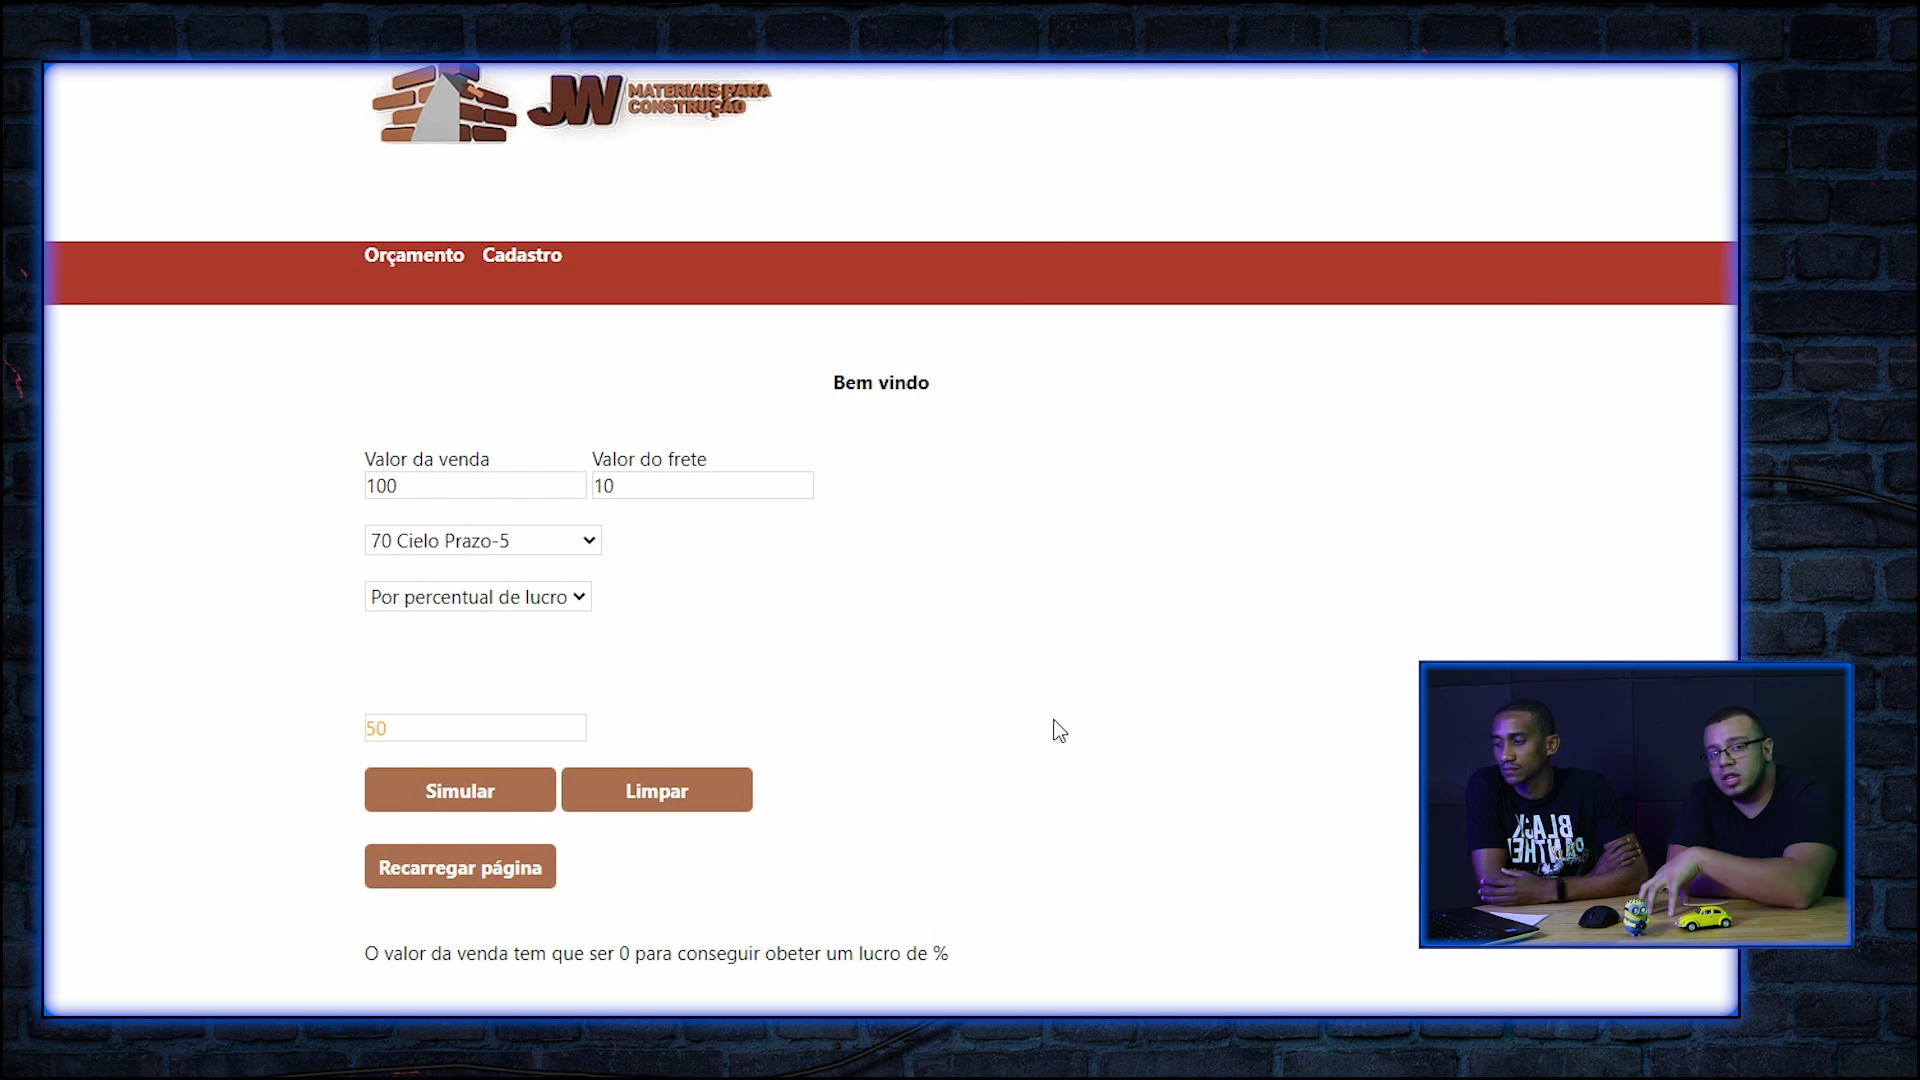 JW MATERIAIS PARA
CONSTRUÇÃO
Orçamento Cadastro
Bem vindo
Valor da venda Valor do frete
100 10
70 Cielo Prazo-5
Por percentual de lucro
50
Simular Limpar
Recarregar página
O valor da venda tem que ser 0 para conseguir obeter um lucro de %
BLACK